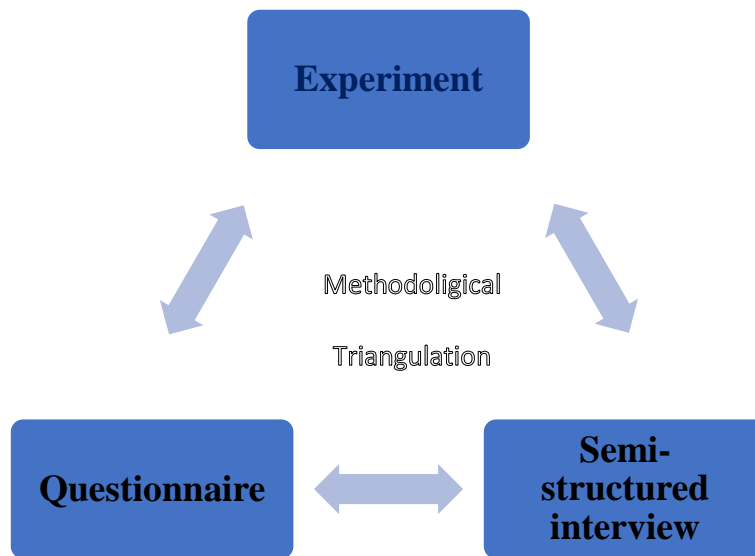 Experiment
Methodoligical
Triangulation
Questionnaire
Semi-
structured
interview